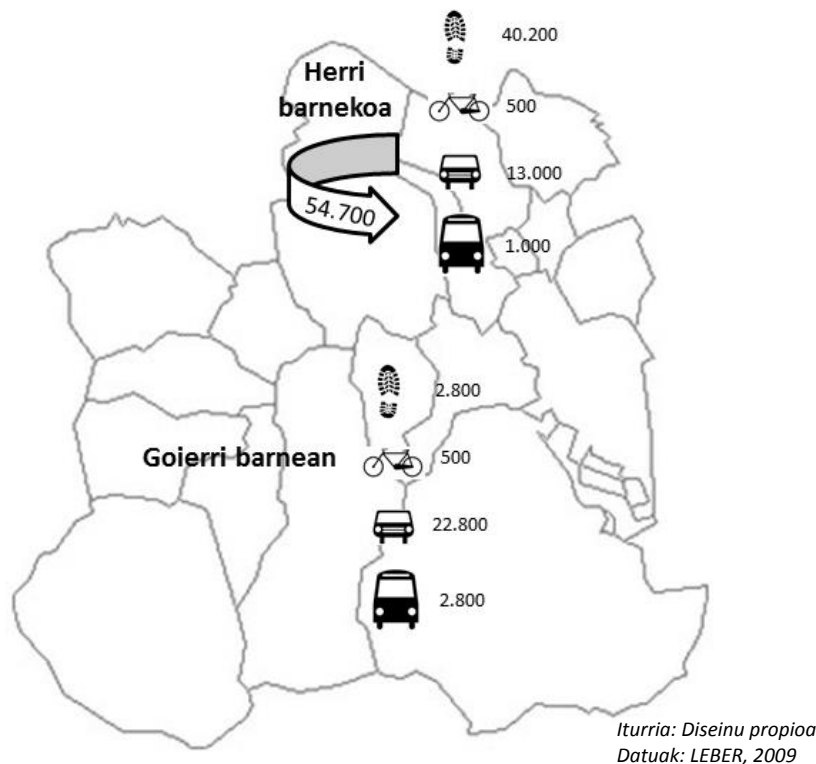 40.200
Herri
barnekoa
500
13.000
54.700
1.000
2.800
Goierri barnean
500
22.800
2.800
Iturria: Diseinu propioa
Datuak: LEBER, 2009